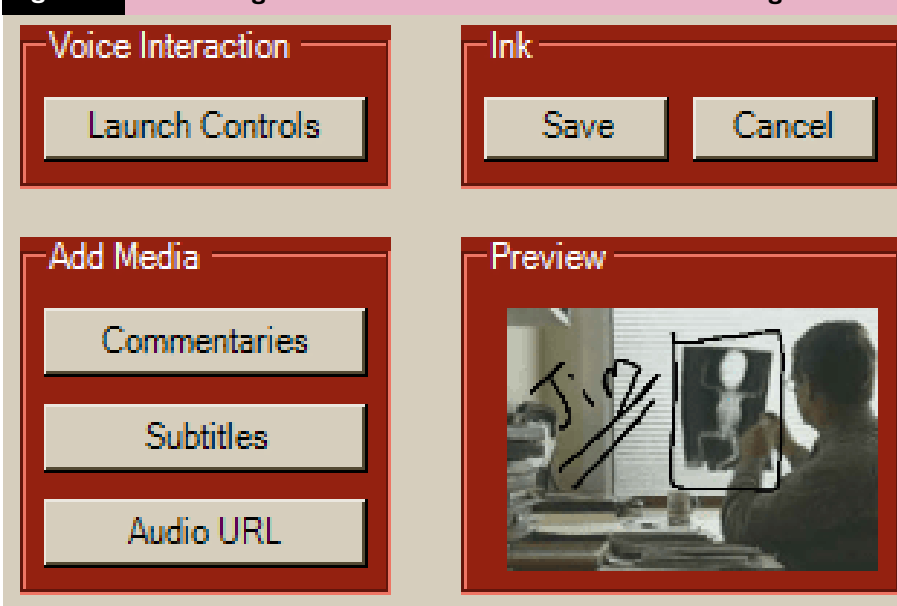 Voice Interaction
Launch Controls
Ink
Save Cancel
Add Media
Commentaries
Subtitles
Audio URL
Preview
Jim